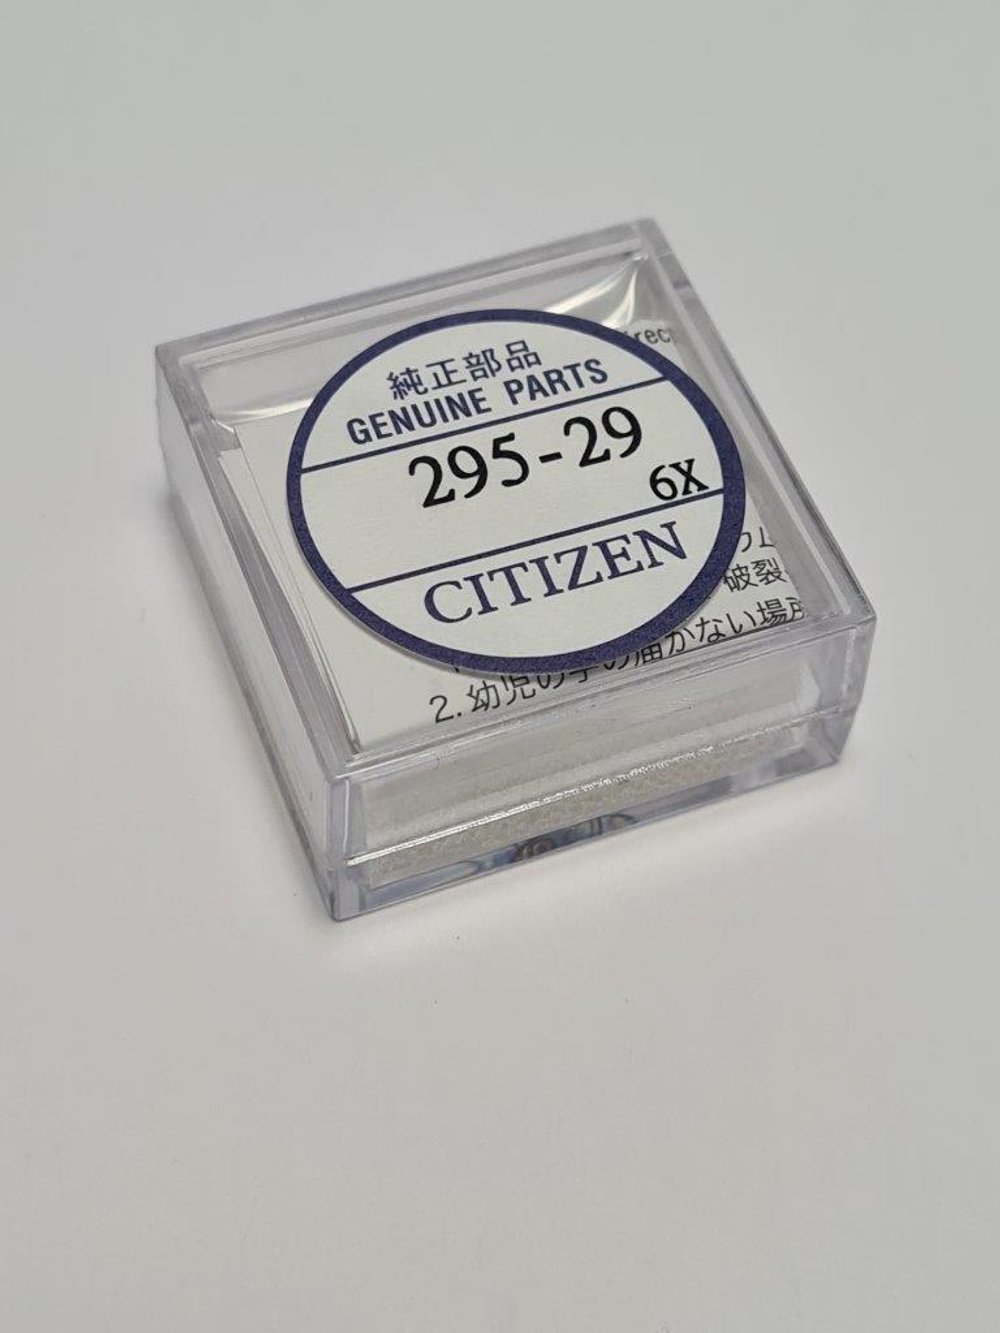 純正部品
GENUINE PARTS
295-29
6X
CITIZEN
破裂
2. 幼児の手の届かない場所